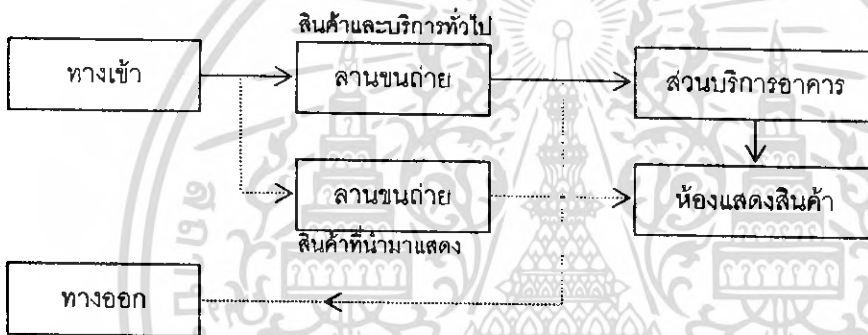 สินค้าและบริการทั่วไป
ทางเข้า
ลานขนถ่าย
ส่วนบริการอาคาร
ลานขนถ่าย
ห้องแสดงสินค้า
สินค้าที่นำมาแสดง
ทางออก